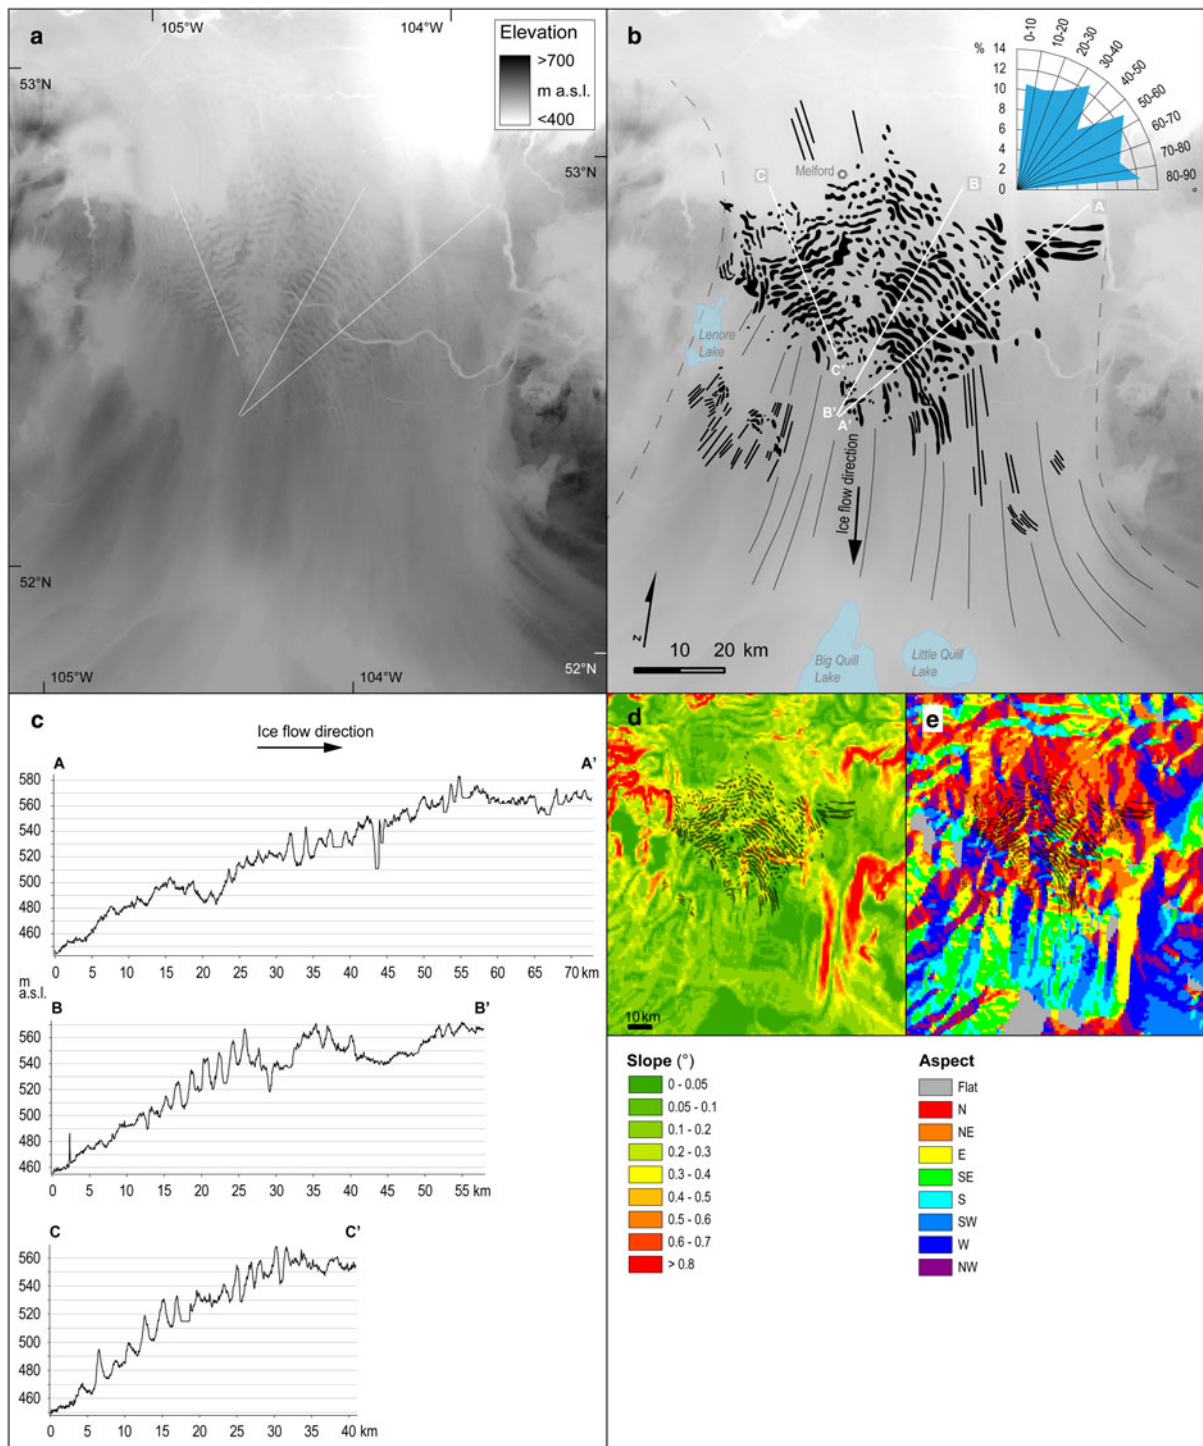 a
105°W
104°W
Elevation
>700
m a.s.l.
<400
53°N
53°N
52°N
52°N
105°W
104°W
b
%
14
12
10
8
6
4
2
0
0-10
10-20
20-30
30-40
40-50
50-60
60-70
70-80
80-90
°
Melford
C
B
A
Lenore
Lake
C'
B'
A'
Ice flow direction
N
10 20 km
Big Quill
Lake
Little Quill
Lake
c
Ice flow direction
A A'
580
560
540
520
500
480
460
0 5 10 15 20 25 30 35 40 45 50 55 60 65 70 km
m
a.s.l.
B B'
560
540
520
500
480
460
0 5 10 15 20 25 30 35 40 45 50 55 km
C C'
560
540
520
500
480
460
0 5 10 15 20 25 30 35 40 km
d
10 km
e
Slope (°)
0 - 0.05
0.05 - 0.1
0.1 - 0.2
0.2 - 0.3
0.3 - 0.4
0.4 - 0.5
0.5 - 0.6
0.6 - 0.7
> 0.8
Aspect
Flat
N
NE
E
SE
S
SW
W
NW